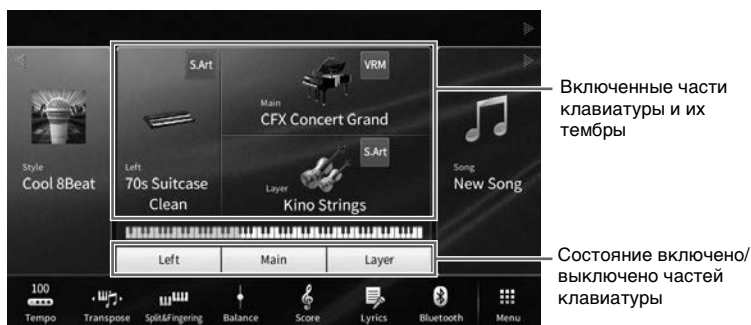 S.Art
VRM
Main
CFX Concert Grand
Style
Cool 8Beat
Left
70s Suitcase
Clean
S.Art
Layer
Kino Strings
Song
New Song
Left
Main
Layer
100
Tempo
Transpose
Split&Fingering
Balance
Score
Lyrics
Bluetooth
Menu
Включенные части
клавиатуры и их
тембры
Состояние включено/
выключено частей
клавиатуры